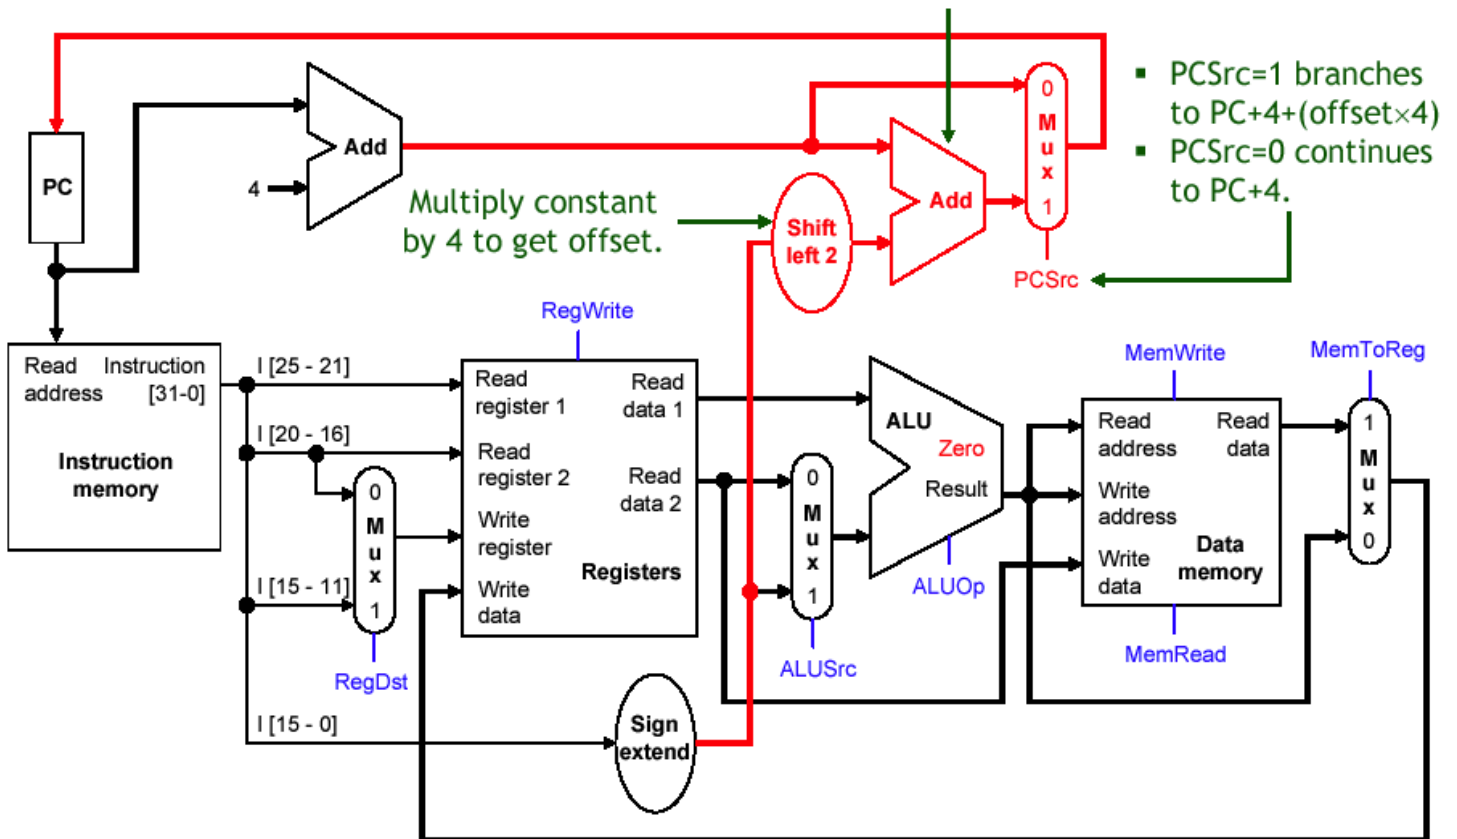 ▪ PCSrc=1 branches
to PC+4+(offset×4)
▪ PCSrc=0 continues
to PC+4.
0
M
u
x
1
PCSrc
Add
Add
4
PC
Multiply constant
by 4 to get offset.
Shift
left 2
RegWrite
Read
address
Instruction
[31-0]
Instruction
memory
I [25 - 21]
I [20 - 16]
I [15 - 11]
I [15 - 0]
0
M
u
x
1
RegDst
Read
register 1
Read
register 2
Write
register
Write
data
Read
data 1
Read
data 2
Registers
Sign
extend
0
M
u
x
1
ALUSrc
ALU
Zero
Result
ALUOp
MemWrite
Read
address
Write
address
Write
data
Read
data
Data
memory
MemRead
MemToReg
1
M
u
x
0